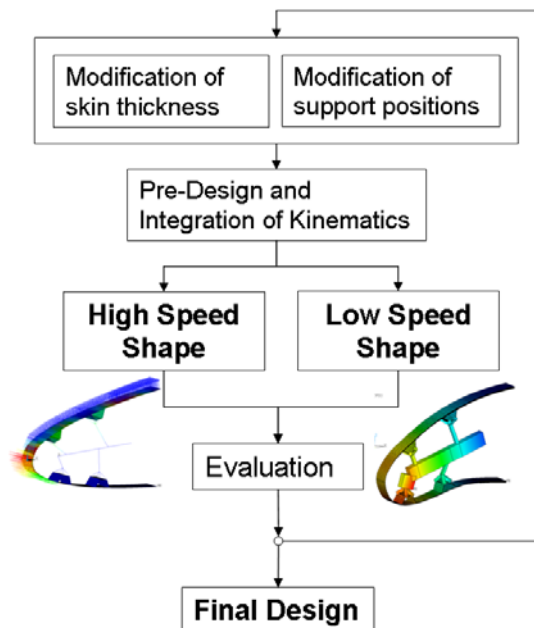 Modification of
skin thickness
Modification of
support positions
Pre-Design and
Integration of Kinematics
High Speed
Shape
Low Speed
Shape
Evaluation
Final Design